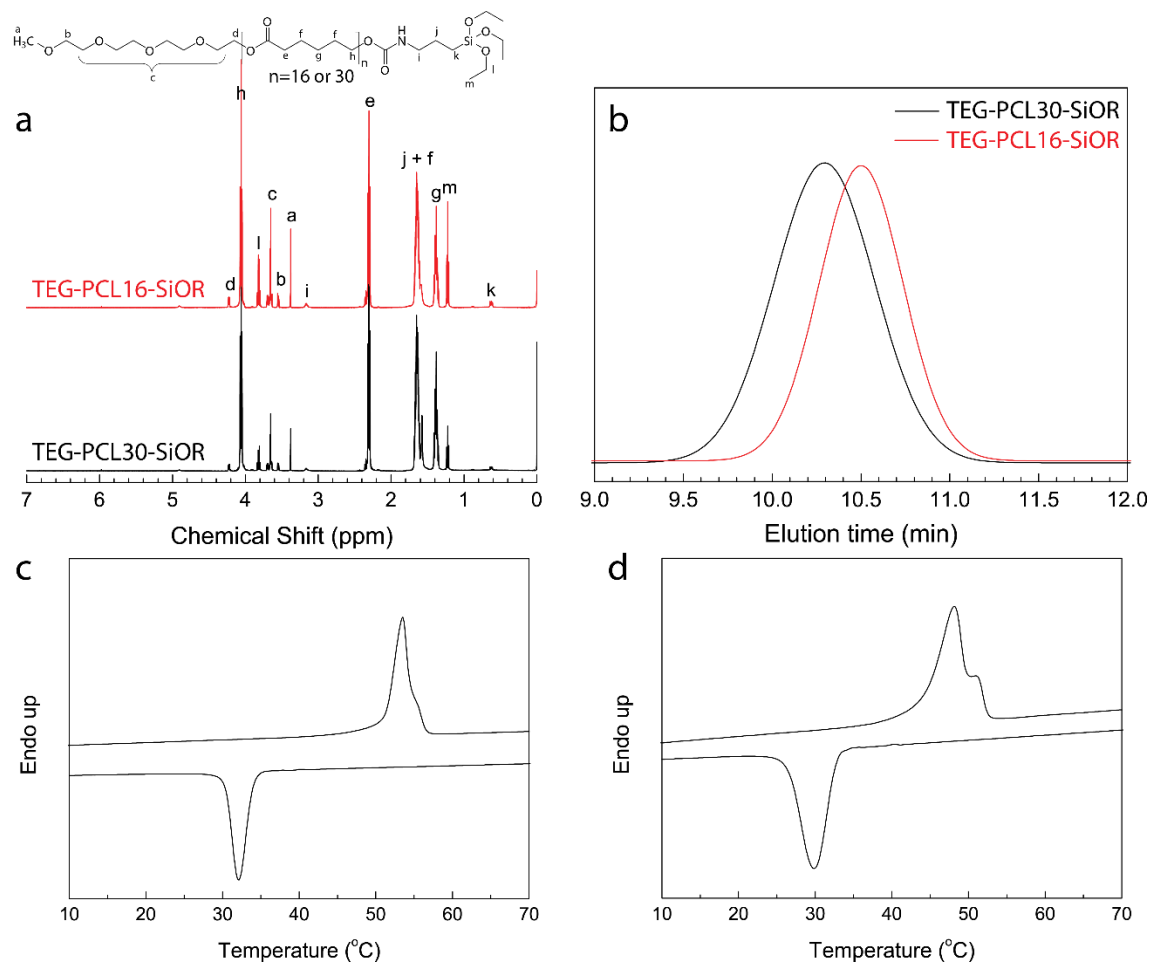 a
H₃C
b
c
d
e
f
g
f
h
n
i
j
k
l
m
O
O
O
O
O
O
O
O
O
H
N
Si
O
O
O
n=16 or 30
a
h
e
j + f
c
g
m
a
l
d
b
i
k
TEG-PCL16-SiOR
TEG-PCL30-SiOR
7 6 5 4 3 2 1 0
Chemical Shift (ppm)
b
TEG-PCL30-SiOR
TEG-PCL16-SiOR
9.0 9.5 10.0 10.5 11.0 11.5 12.0
Elution time (min)
c
Endo up
10 20 30 40 50 60 70
Temperature (°C)
d
Endo up
10 20 30 40 50 60 70
Temperature (°C)